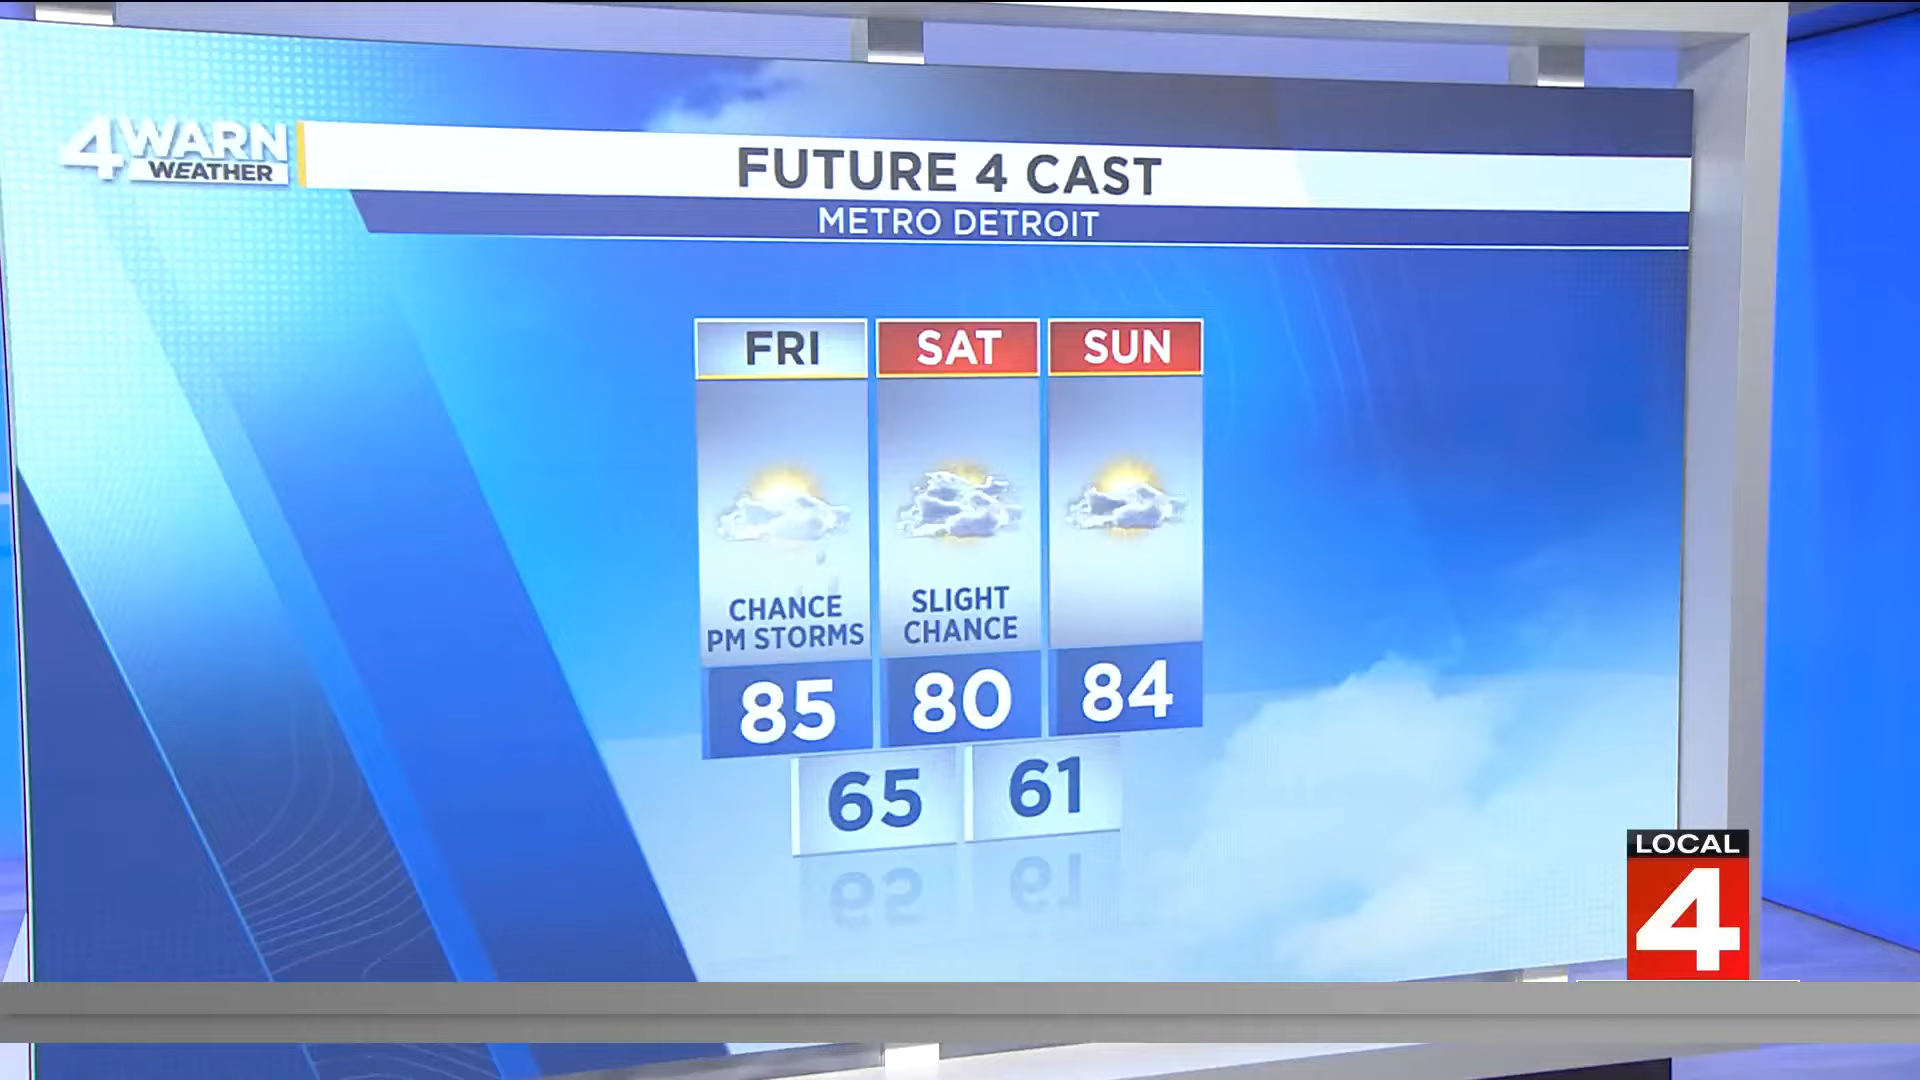 4WARN
WEATHER
FUTURE 4 CAST
METRO DETROIT
FRI
SAT
SUN
CHANCE
PM STORMS
SLIGHT
CHANCE
85
80
84
65
61
LOCAL
4